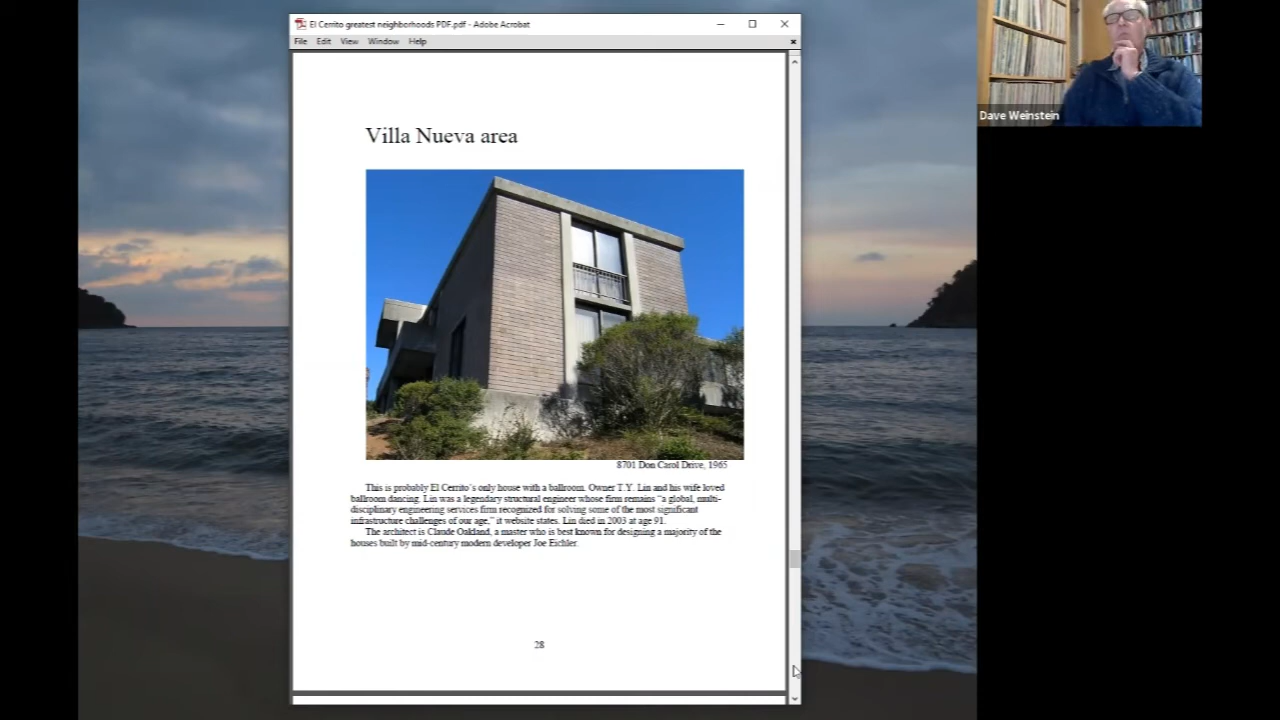 El Cerrito greatest neighborhoods PDF.pdf - Adobe Acrobat
File Edit View Window Help
Dave Weinstein
Villa Nueva area
8701 Don Carol Drive, 1965
This is probably El Cerrito's only house with a ballroom. Owner T.Y. Lin and his wife loved
ballroom dancing. Lin was a legendary structural engineer whose firm remains "a global, multi-
disciplinary engineering services firm recognized for solving some of the most significant
infrastructure challenges of our age," it website states. Lin died in 2003 at age 91.
The architect is Claude Oakland, a master who is best known for designing a majority of the
houses built by mid-century modern developer Joe Eichler.
28